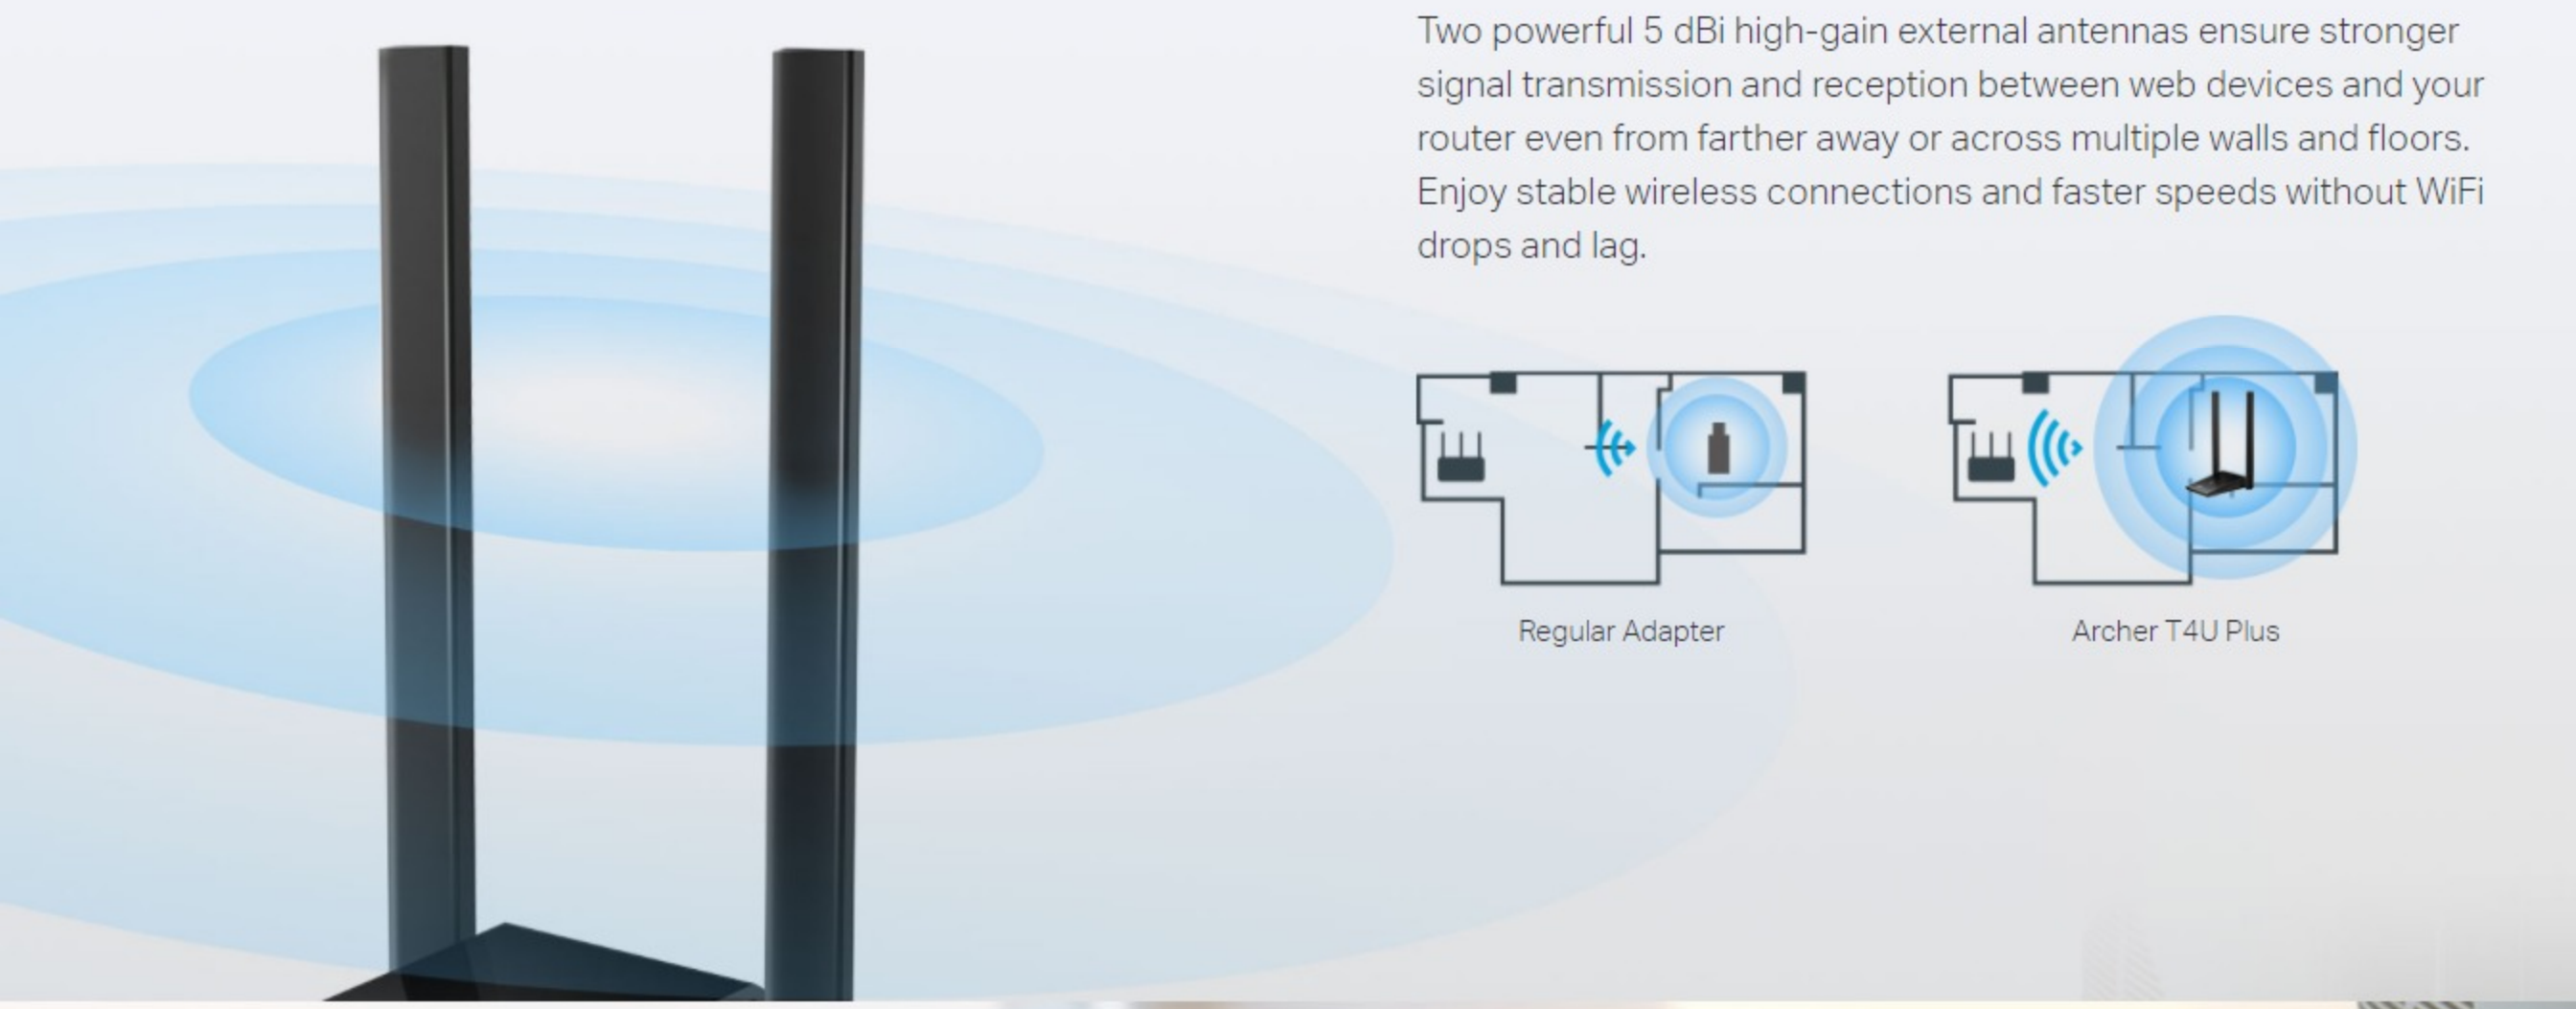 Two powerful 5 dBi high-gain external antennas ensure stronger
signal transmission and reception between web devices and your
router even from farther away or across multiple walls and floors.
Enjoy stable wireless connections and faster speeds without WiFi
drops and lag.
Regular Adapter
Archer T4U Plus